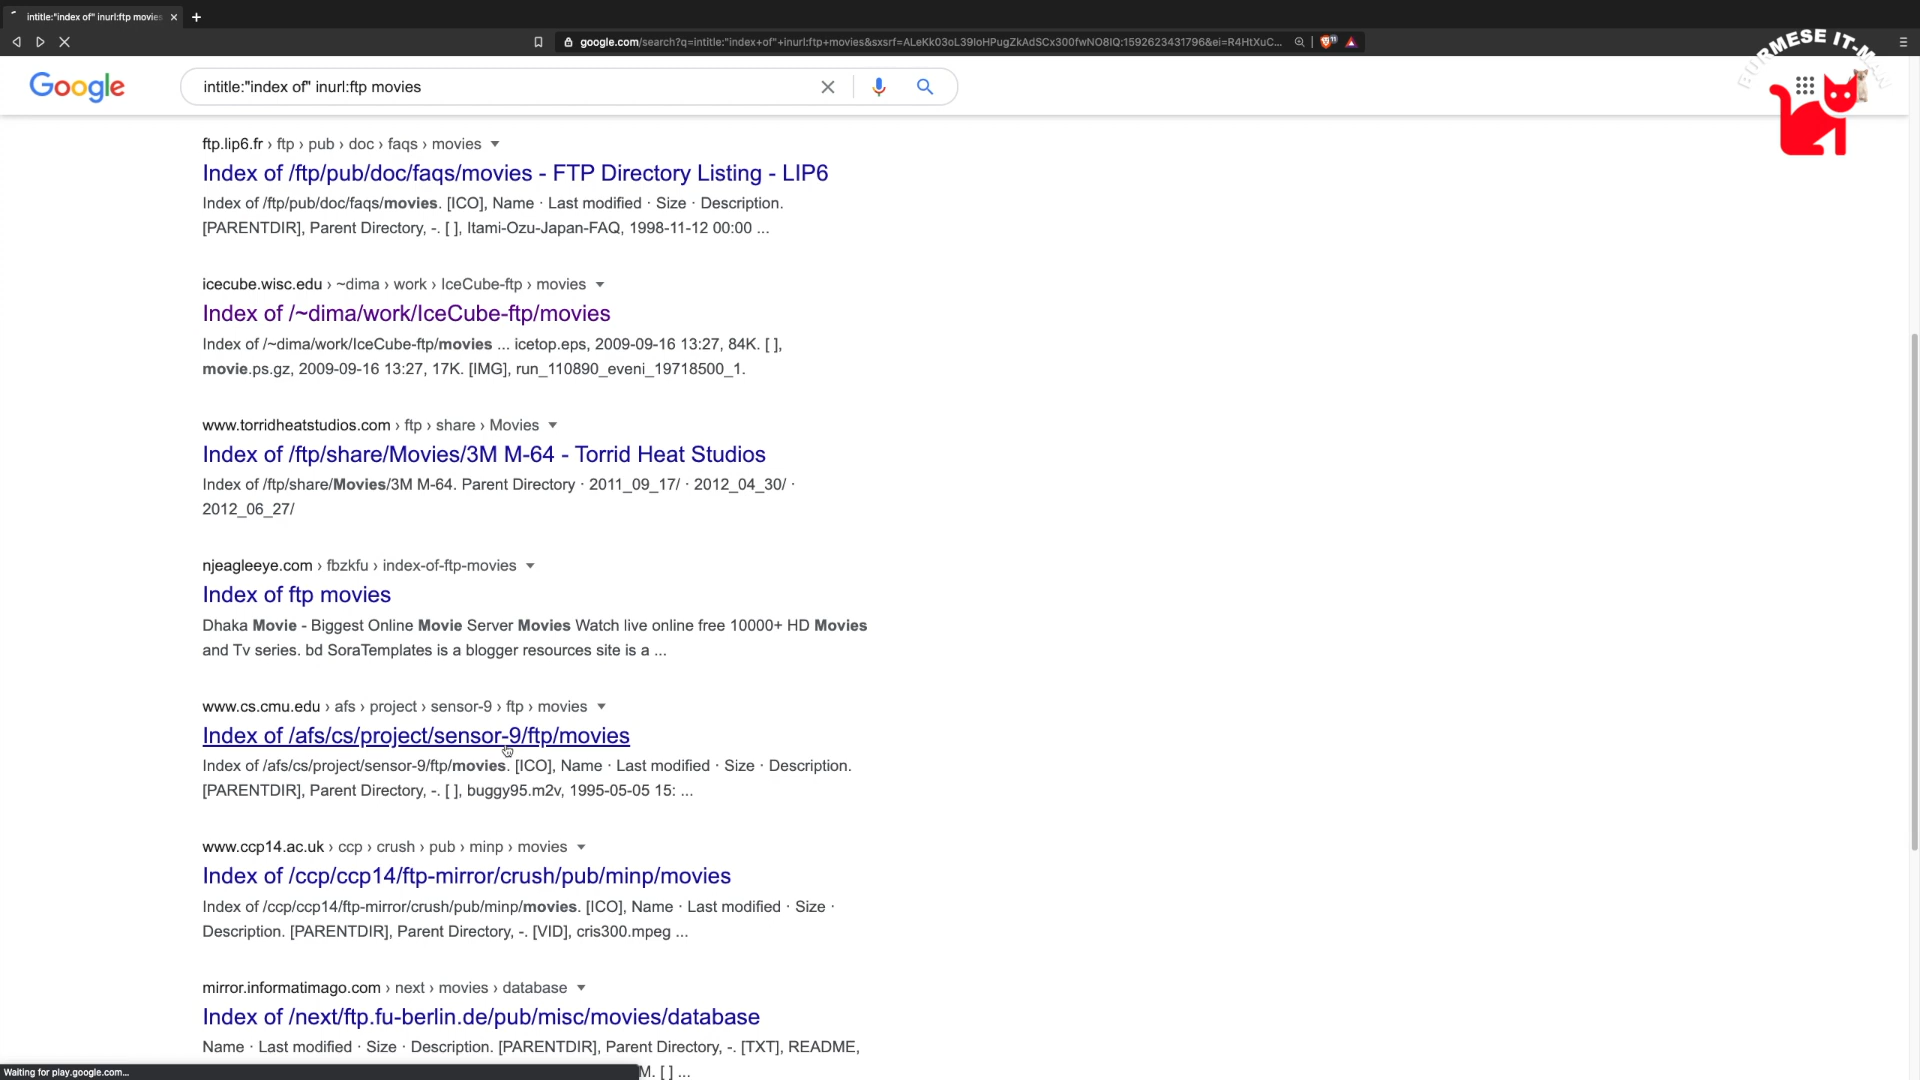 intitle:"index of" inurl:ftp movies
google.com/search?q=intitle:"index+of"+inurl:ftp+movies&sxsrf=ALeKk03oL39IoHPugZkAdSCx300fwNO8IQ:1592623431796&ei=R4HtXuC...
BURMESE IT-MAN
Google
intitle:"index of" inurl:ftp movies
ftp.lip6.fr › ftp › pub › doc › faqs › movies
Index of /ftp/pub/doc/faqs/movies - FTP Directory Listing - LIP6
Index of /ftp/pub/doc/faqs/movies. [ICO], Name · Last modified · Size · Description.
[PARENTDIR], Parent Directory, -. [ ], Itami-Ozu-Japan-FAQ, 1998-11-12 00:00 ...
icecube.wisc.edu › ~dima › work › IceCube-ftp › movies
Index of /~dima/work/IceCube-ftp/movies
Index of /~dima/work/IceCube-ftp/movies ... icetop.eps, 2009-09-16 13:27, 84K. [ ],
movie.ps.gz, 2009-09-16 13:27, 17K. [IMG], run_110890_eveni_19718500_1.
www.torridheatstudios.com › ftp › share › Movies
Index of /ftp/share/Movies/3M M-64 - Torrid Heat Studios
Index of /ftp/share/Movies/3M M-64. Parent Directory · 2011_09_17/ · 2012_04_30/ ·
2012_06_27/
njeagleeye.com › fbzkfu › index-of-ftp-movies
Index of ftp movies
Dhaka Movie - Biggest Online Movie Server Movies Watch live online free 10000+ HD Movies
and Tv series. bd SoraTemplates is a blogger resources site is a ...
www.cs.cmu.edu › afs › project › sensor-9 › ftp › movies
Index of /afs/cs/project/sensor-9/ftp/movies
Index of /afs/cs/project/sensor-9/ftp/movies. [ICO], Name · Last modified · Size · Description.
[PARENTDIR], Parent Directory, -. [ ], buggy95.m2v, 1995-05-05 15: ...
www.ccp14.ac.uk › ccp › crush › pub › minp › movies
Index of /ccp/ccp14/ftp-mirror/crush/pub/minp/movies
Index of /ccp/ccp14/ftp-mirror/crush/pub/minp/movies. [ICO], Name · Last modified · Size ·
Description. [PARENTDIR], Parent Directory, -. [VID], cris300.mpeg ...
mirror.informatimago.com › next › movies › database
Index of /next/ftp.fu-berlin.de/pub/misc/movies/database
Name · Last modified · Size · Description. [PARENTDIR], Parent Directory, -. [TXT], README,
M. [ ] ...
Waiting for play.google.com...